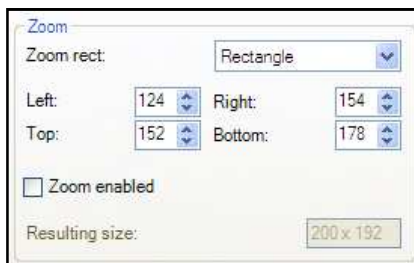 Zoom
Zoom rect: Rectangle
Left: 124 Right: 154
Top: 152 Bottom: 178
Zoom enabled
Resulting size: 200 x 192